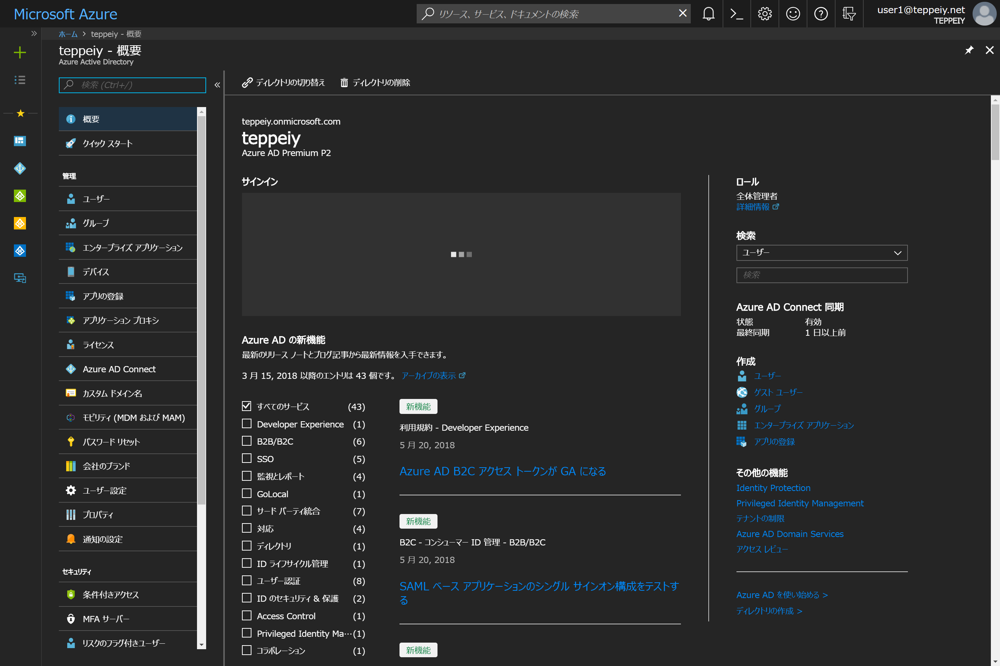 Microsoft Azure
リソース、サービス、ドキュメントの検索
user1@teppeiy.net
TEPPEIY
ホーム > teppeiy - 概要
teppeiy - 概要
Azure Active Directory
検索 (Ctrl+/)
概要
クイック スタート
管理
ユーザー
グループ
エンタープライズ アプリケーション
デバイス
アプリの登録
アプリケーション プロキシ
ライセンス
Azure AD Connect
カスタム ドメイン名
モビリティ (MDM および MAM)
パスワード リセット
会社のブランド
ユーザー設定
プロパティ
通知の設定
セキュリティ
条件付きアクセス
MFA サーバー
リスクのフラグ付きユーザー
ディレクトリの切り替え
ディレクトリの削除
teppeiy.onmicrosoft.com
teppeiy
Azure AD Premium P2
サインイン
Azure AD の新機能
最新のリリース ノートとブログ記事から最新情報を入手できます。
3 月 15, 2018 以降のエントリは 43 個です。 アーカイブの表示
すべてのサービス (43)
Developer Experience (1)
B2B/B2C (6)
SSO (5)
監視とレポート (4)
GoLocal (1)
サード パーティ統合 (7)
対応 (4)
ディレクトリ (1)
ID ライフサイクル管理 (1)
ユーザー認証 (8)
ID のセキュリティ & 保護 (2)
Access Control (1)
Privileged Identity Ma… (1)
コラボレーション (1)
新機能
利用規約 - Developer Experience
5 月 20, 2018
Azure AD B2C アクセス トークンが GA になる
新機能
B2C - コンシューマー ID 管理 - B2B/B2C
5 月 20, 2018
SAML ベース アプリケーションのシングル サインオン構成をテストす
る
新機能
ロール
全体管理者
詳細情報
検索
ユーザー
検索
Azure AD Connect 同期
状態 有効
最終同期 1 日以上前
作成
ユーザー
ゲスト ユーザー
グループ
エンタープライズ アプリケーション
アプリの登録
その他の機能
Identity Protection
Privileged Identity Management
テナントの制限
Azure AD Domain Services
アクセス レビュー
Azure AD を使い始める >
ディレクトリの作成 >